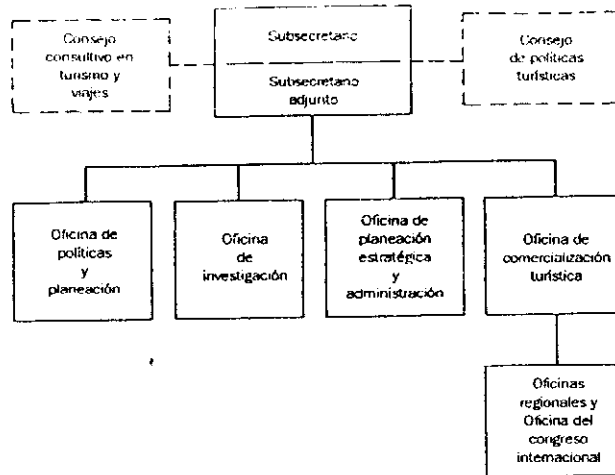 Consejo
consultivo en
turismo y
viajes
Subsecretario
Subsecretario
adjunto
Consejo
de políticas
turísticas
Oficina de
políticas
y
planeación
Oficina
de
investigación
Oficina de
planeación
estratégica
y
administración
Oficina de
comercialización
turística
Oficinas
regionales y
Oficina del
congreso
internacional